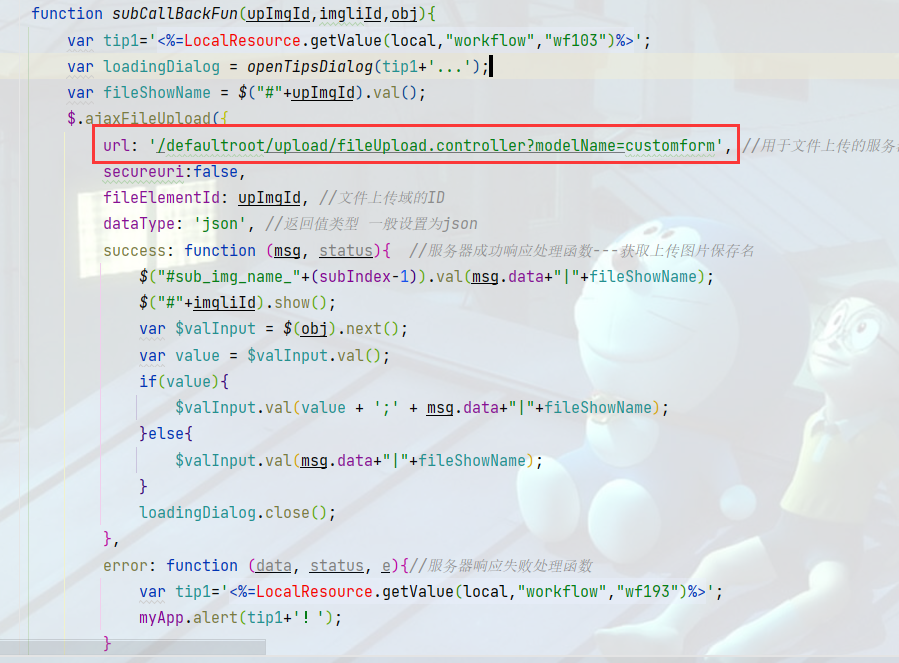 function subCallBackFun(upImgId,imgliId,obj){
var tip1='<%=LocalResource.getValue(local,"workflow","wf103")%>';
var loadingDialog = openTipsDialog(tip1+'...');
var fileShowName = $("#"+upImgId).val();
$.ajaxFileUpload({
url: '/defaultroot/upload/fileUpload.controller?modelName=customform', //用于文件上传的服务
secureuri:false,
fileElementId: upImgId, //文件上传域的ID
dataType: 'json', //返回值类型 一般设置为json
success: function (msg, status){ //服务器成功响应处理函数---获取上传图片保存名
$("#sub_img_name_"+(subIndex-1)).val(msg.data+"|"+fileShowName);
$("#"+imgliId).show();
var $valInput = $(obj).next();
var value = $valInput.val();
if(value){
$valInput.val(value + ';' + msg.data+"|"+fileShowName);
}else{
$valInput.val(msg.data+"|"+fileShowName);
}
loadingDialog.close();
},
error: function (data, status, e){//服务器响应失败处理函数
var tip1='<%=LocalResource.getValue(local,"workflow","wf193")%>';
myApp.alert(tip1+'！');
}